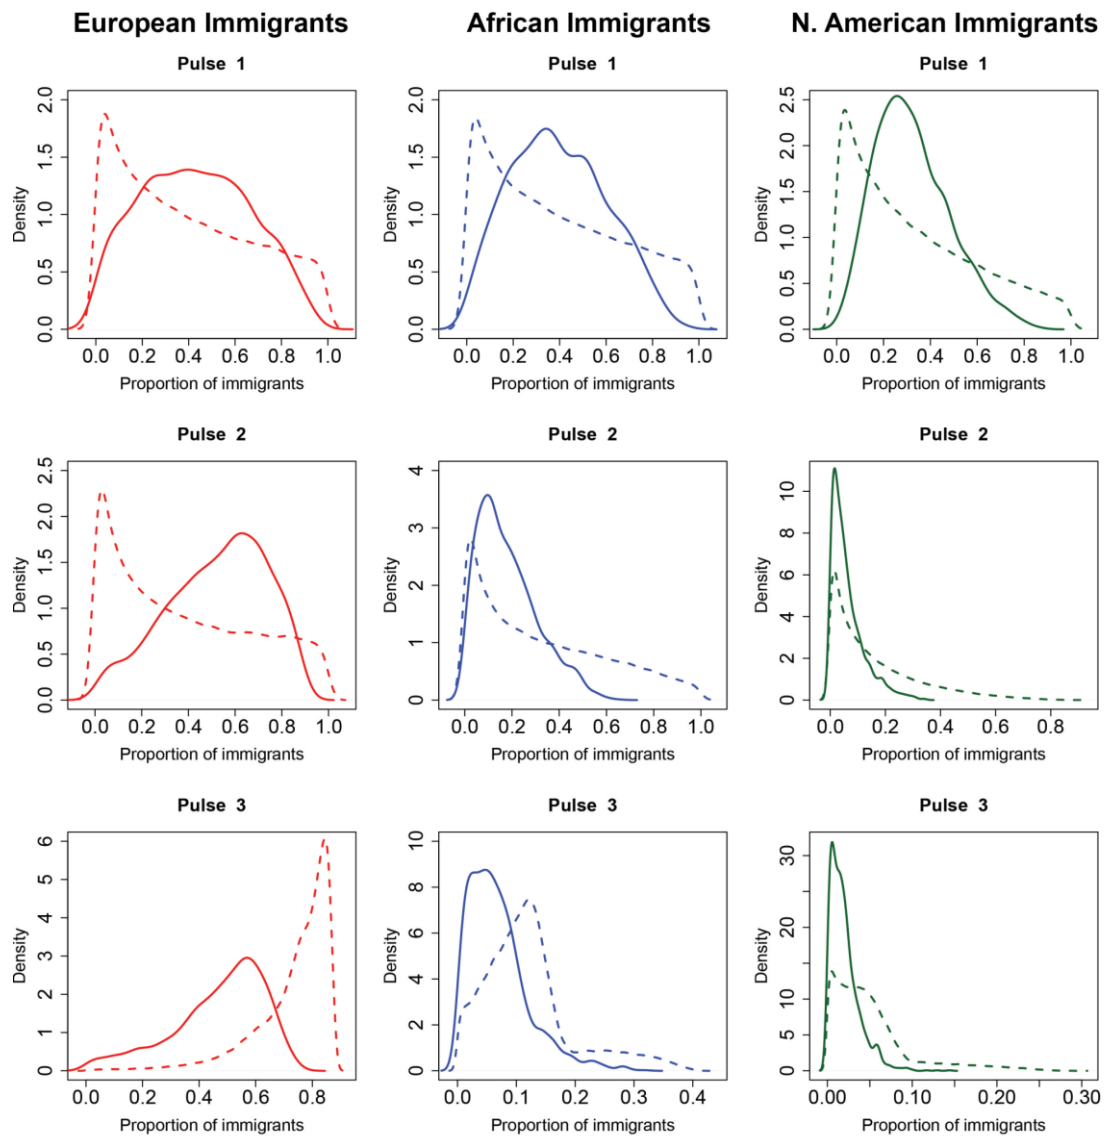 European Immigrants African Immigrants N. American Immigrants
Pulse 1 Pulse 1 Pulse 1
Density 0.0 0.5 1.0 1.5 2.0
0.0 0.2 0.4 0.6 0.8 1.0
Proportion of immigrants
Density 0.0 0.5 1.0 1.5 2.0
0.0 0.2 0.4 0.6 0.8 1.0
Proportion of immigrants
Density 0.0 0.5 1.0 1.5 2.0 2.5
0.0 0.2 0.4 0.6 0.8 1.0
Proportion of immigrants
Pulse 2 Pulse 2 Pulse 2
Density 0.0 0.5 1.0 1.5 2.0 2.5
0.0 0.2 0.4 0.6 0.8 1.0
Proportion of immigrants
Density 0 1 2 3 4
0.0 0.2 0.4 0.6 0.8 1.0
Proportion of immigrants
Density 0 2 4 6 8 10
0.0 0.2 0.4 0.6 0.8
Proportion of immigrants
Pulse 3 Pulse 3 Pulse 3
Density 0 1 2 3 4 5 6
0.0 0.2 0.4 0.6 0.8
Proportion of immigrants
Density 0 2 4 6 8 10
0.0 0.1 0.2 0.3 0.4
Proportion of immigrants
Density 0 5 10 20 30
0.00 0.10 0.20 0.30
Proportion of immigrants